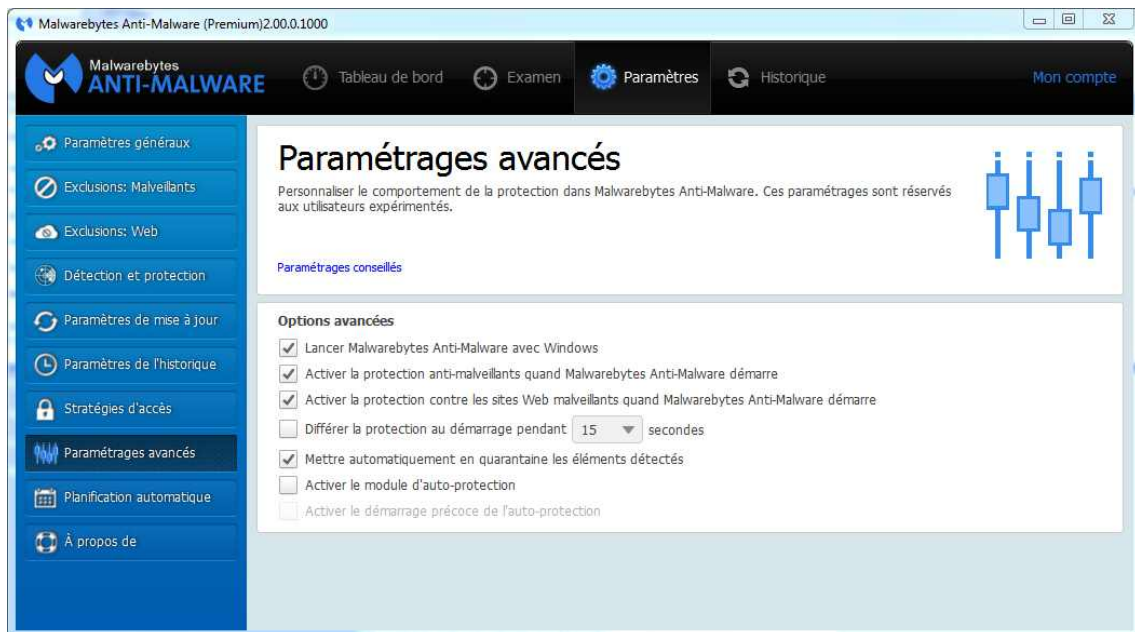 Malwarebytes Anti-Malware (Premium)2.00.0.1000
Malwarebytes
ANTI-MALWARE
Tableau de bord
Examen
Paramètres
Historique
Mon compte
Paramètres généraux
Exclusions: Malveillants
Exclusions: Web
Détection et protection
Paramètres de mise à jour
Paramètres de l'historique
Stratégies d'accès
Paramétrages avancés
Planification automatique
À propos de
Paramétrages avancés
Personnaliser le comportement de la protection dans Malwarebytes Anti-Malware. Ces paramétrages sont réservés
aux utilisateurs expérimentés.
Paramétrages conseillés
Options avancées
Lancer Malwarebytes Anti-Malware avec Windows
Activer la protection anti-malveillants quand Malwarebytes Anti-Malware démarre
Activer la protection contre les sites Web malveillants quand Malwarebytes Anti-Malware démarre
Différer la protection au démarrage pendant 15 secondes
Mettre automatiquement en quarantaine les éléments détectés
Activer le module d'auto-protection
Activer le démarrage précoce de l'auto-protection